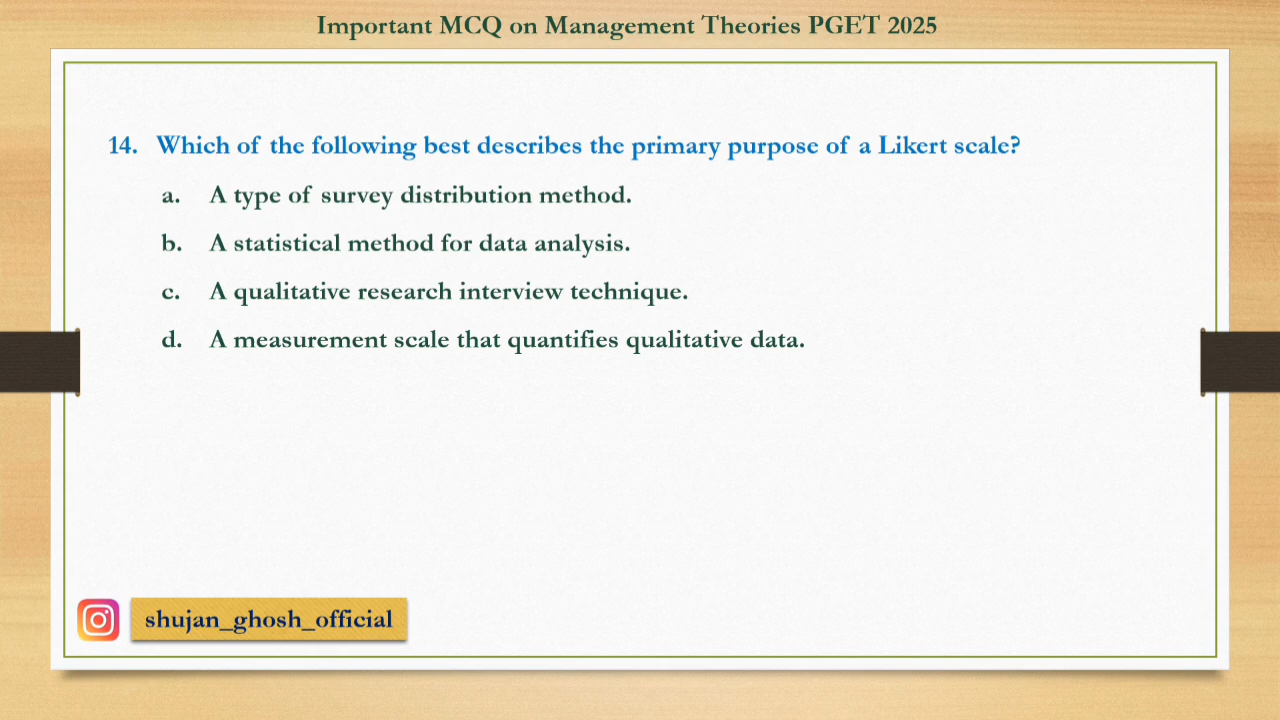 Important MCQ on Management Theories PGET 2025
14. Which of the following best describes the primary purpose of a Likert scale?
a. A type of survey distribution method.
b. A statistical method for data analysis.
c. A qualitative research interview technique.
d. A measurement scale that quantifies qualitative data.
shujan_ghosh_official